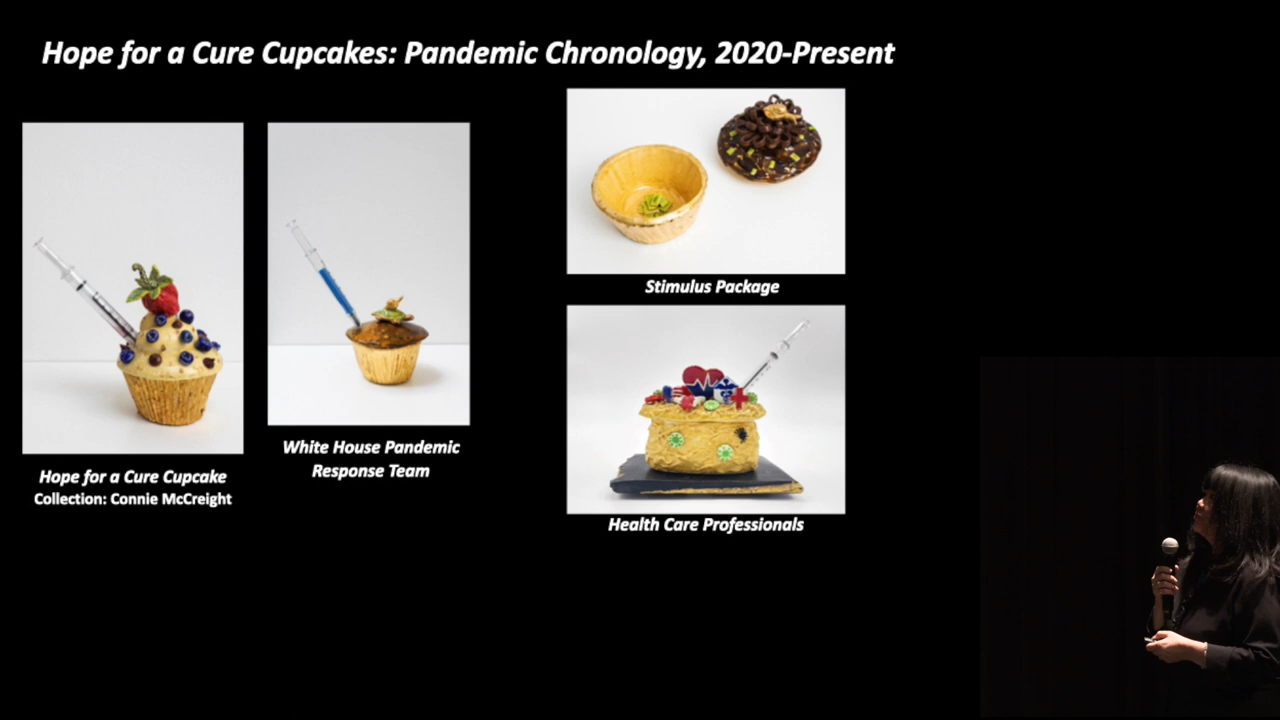 Hope for a Cure Cupcakes: Pandemic Chronology, 2020-Present
Hope for a Cure Cupcake
Collection: Connie McCreight
White House Pandemic
Response Team
Stimulus Package
Health Care Professionals